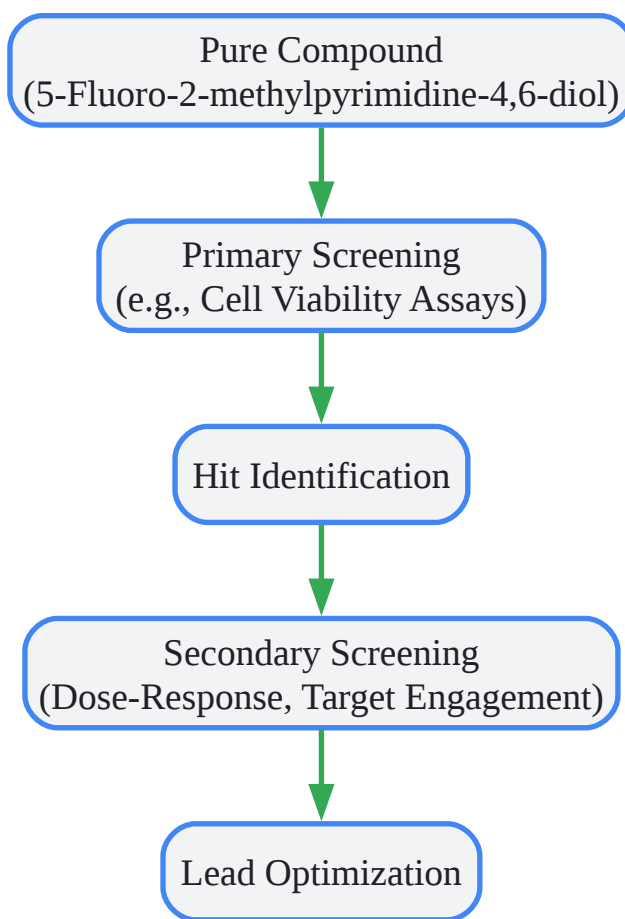 Pure Compound
(5-Fluoro-2-methylpyrimidine-4,6-diol)
Primary Screening
(e.g., Cell Viability Assays)
Hit Identification
Secondary Screening
(Dose-Response, Target Engagement)
Lead Optimization